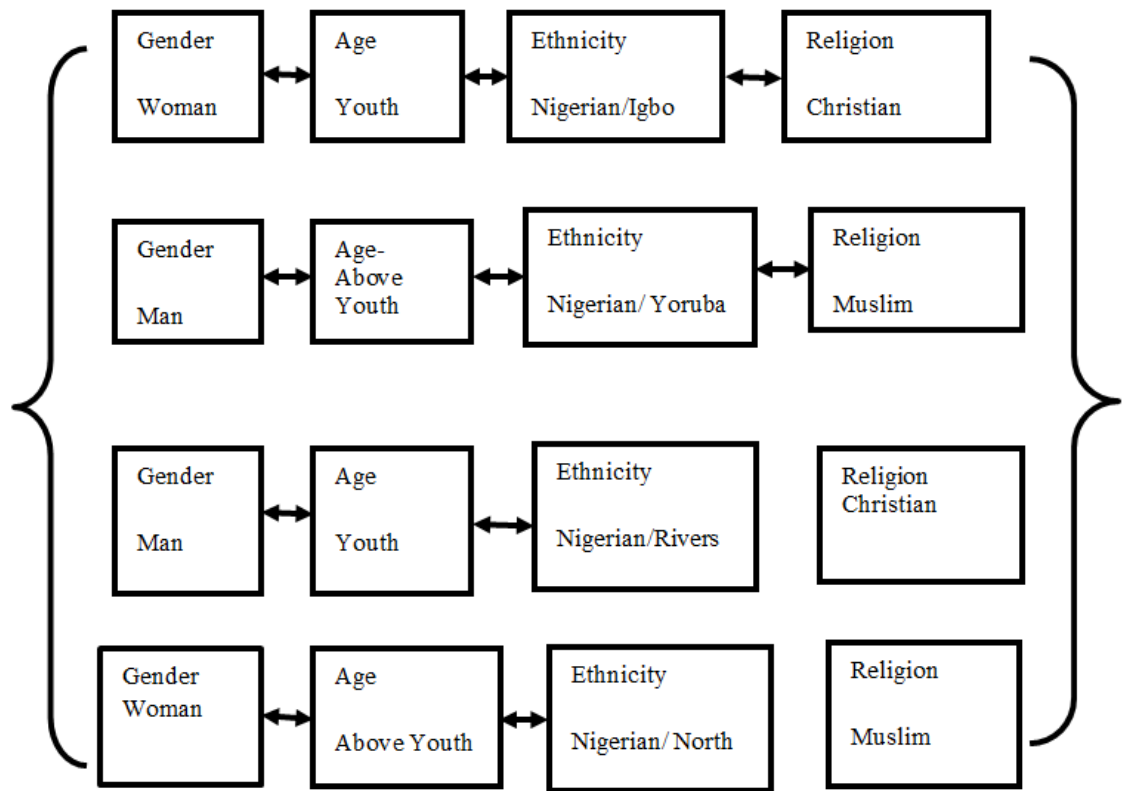 Gender
Woman
Age
Youth
Ethnicity
Nigerian/Igbo
Religion
Christian
Gender
Man
Age-
Above
Youth
Ethnicity
Nigerian/ Yoruba
Religion
Muslim
Gender
Man
Age
Youth
Ethnicity
Nigerian/Rivers
Religion
Christian
Gender
Woman
Age
Above Youth
Ethnicity
Nigerian/ North
Religion
Muslim